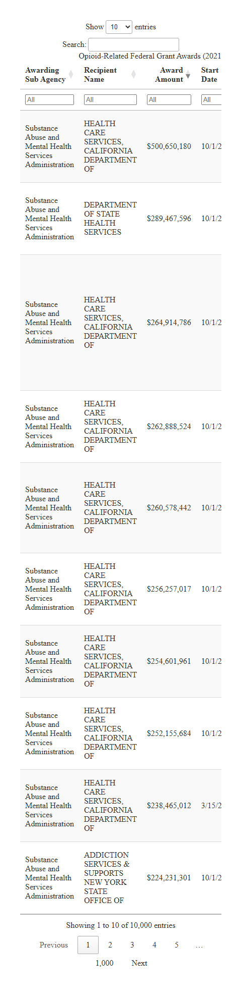 Show 10 entries
Search:
Opioid-Related Federal Grant Awards (2021
Awarding Sub Agency
Recipient Name
Award Amount
Start Date
All
All
All
All
Substance
Abuse and
Mental Health
Services
Administration
HEALTH
CARE
SERVICES,
CALIFORNIA
DEPARTMENT
OF
$500,650,180
10/1/2
Substance
Abuse and
Mental Health
Services
Administration
DEPARTMENT
OF STATE
HEALTH
SERVICES
$289,467,596
10/1/2
Substance
Abuse and
Mental Health
Services
Administration
HEALTH
CARE
SERVICES,
CALIFORNIA
DEPARTMENT
OF
$264,914,786
10/1/2
Substance
Abuse and
Mental Health
Services
Administration
HEALTH
CARE
SERVICES,
CALIFORNIA
DEPARTMENT
OF
$262,888,524
10/1/2
Substance
Abuse and
Mental Health
Services
Administration
HEALTH
CARE
SERVICES,
CALIFORNIA
DEPARTMENT
OF
$260,578,442
10/1/2
Substance
Abuse and
Mental Health
Services
Administration
HEALTH
CARE
SERVICES,
CALIFORNIA
DEPARTMENT
OF
$256,257,017
10/1/2
Substance
Abuse and
Mental Health
Services
Administration
HEALTH
CARE
SERVICES,
CALIFORNIA
DEPARTMENT
OF
$254,601,961
10/1/2
Substance
Abuse and
Mental Health
Services
Administration
HEALTH
CARE
SERVICES,
CALIFORNIA
DEPARTMENT
OF
$252,155,684
10/1/2
Substance
Abuse and
Mental Health
Services
Administration
HEALTH
CARE
SERVICES,
CALIFORNIA
DEPARTMENT
OF
$238,465,012
3/15/2
Substance
Abuse and
Mental Health
Services
Administration
ADDICTION
SERVICES &
SUPPORTS
NEW YORK
STATE
OFFICE OF
$224,231,301
10/1/2
Showing 1 to 10 of 10,000 entries
Previous 1 2 3 4 5 …
1,000 Next